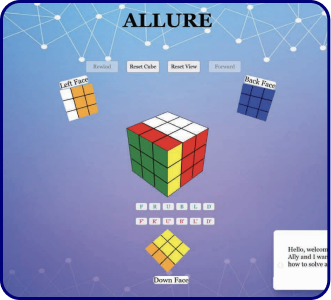 ALLURE
Rewind
Reset Cube
Reset View
Forward
Left Face
Back Face
F R U B L D
F' R' U' B' L' D'
Down Face
Hello, welcom
Ally and I wan
how to solve a